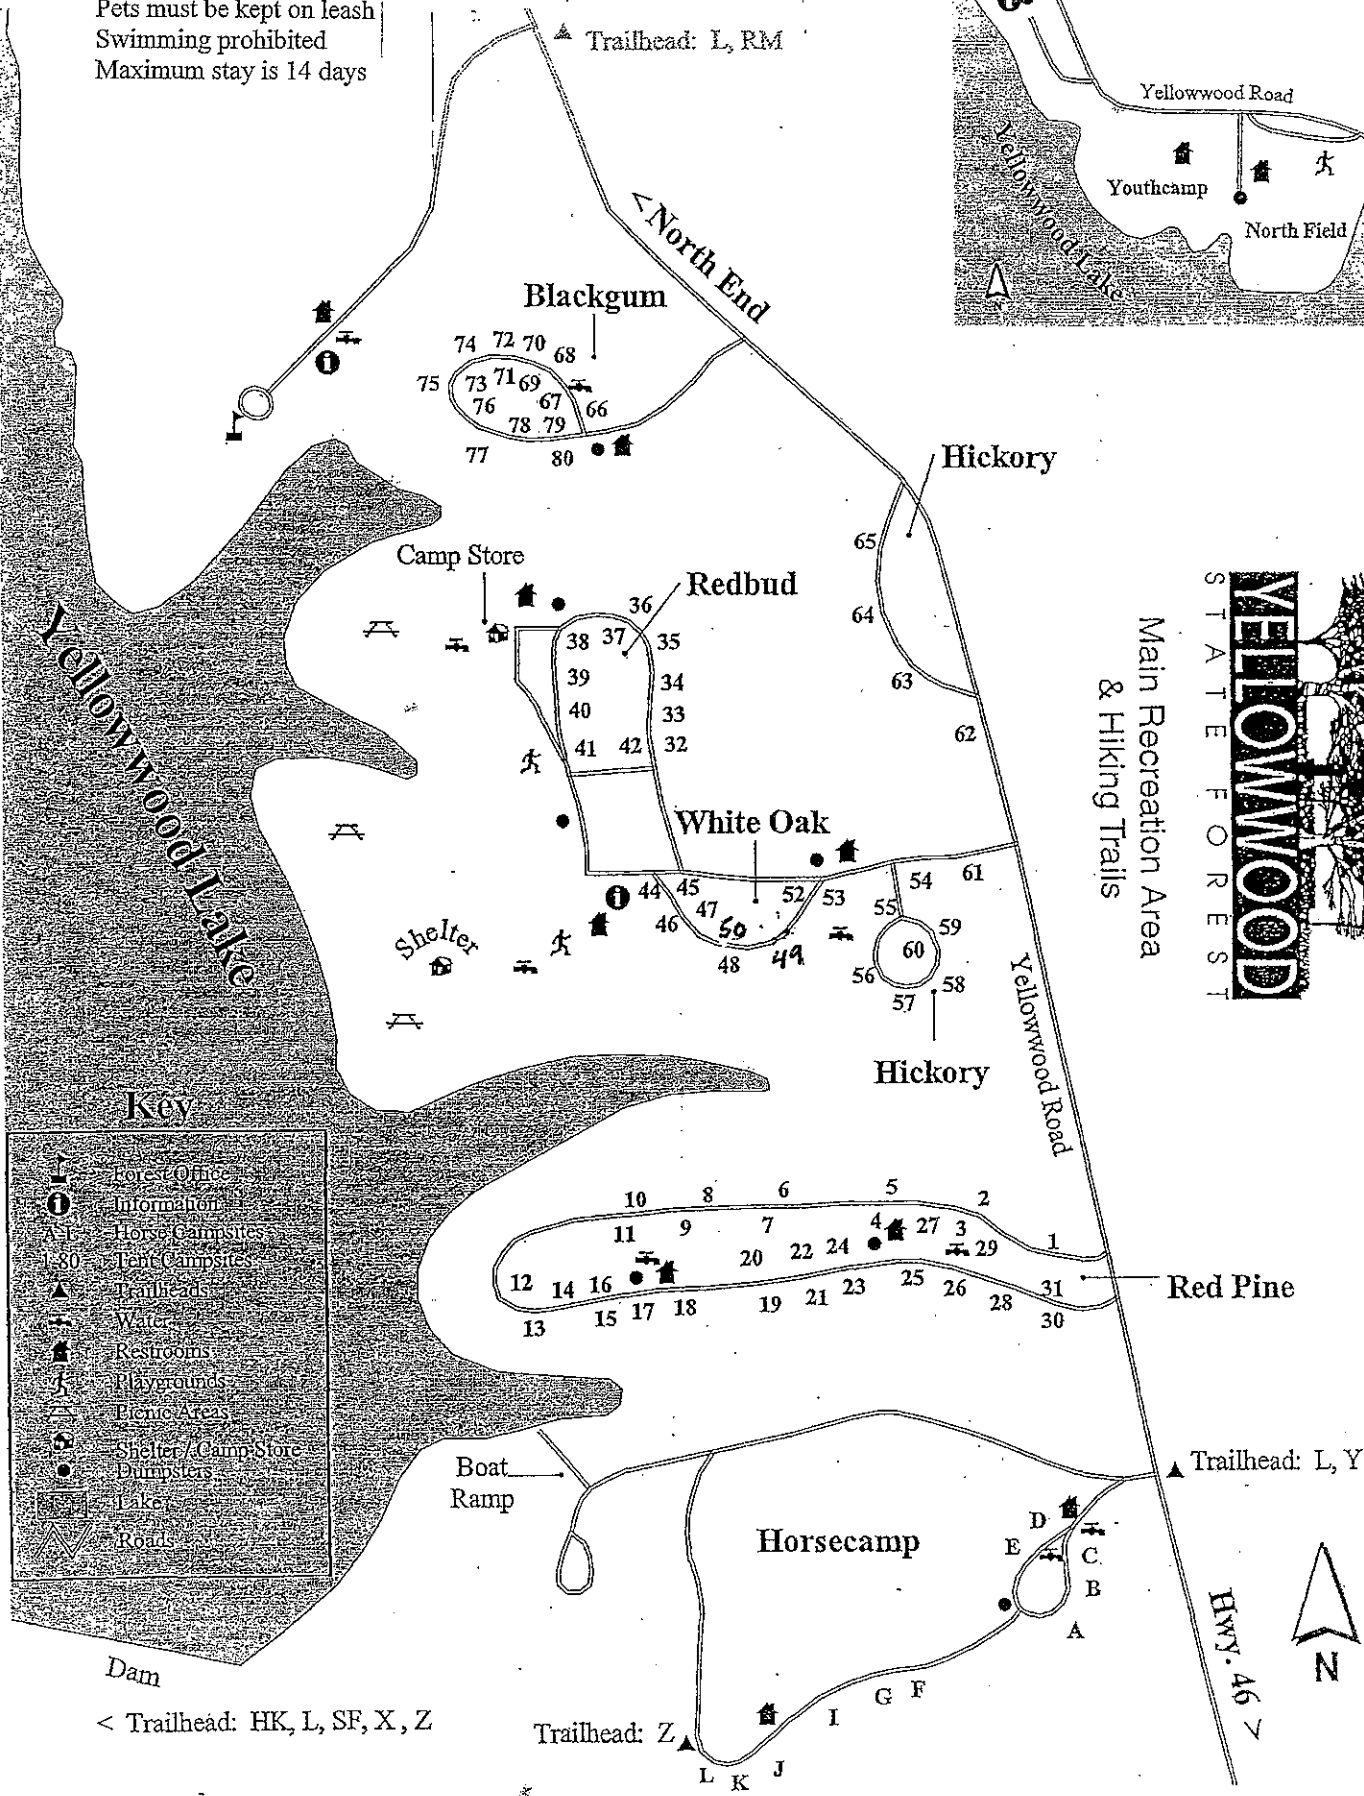 Pets must be kept on leash
Swimming prohibited
Maximum stay is 14 days
Trailhead: L, RM
Yellowwood Road
Youthcamp
North Field
Yellowwood Lake
< North End
Blackgum
74 72 70 68
75 73 71 69
76 67 66
78 79
77 80
Hickory
65
64
63
62
Camp Store
Redbud
36
38 37 35
39 34
40 33
41 42 32
White Oak
44 45 52 53 54 61
46 47 50 55
48 49 59
60
56 58
57
Shelter
Hickory
Yellowwood Lake
Yellowwood Road
YELLOWWOOD
STATE FOREST
Main Recreation Area
& Hiking Trails
Key
Forest Office
Information
A-L Horse Campsites
1-80 Tent Campsites
Trailheads
Water
Restrooms
Playgrounds
Picnic Areas
Shelter / Camp Store
Dumpsters
Lake
Roads
10 8 6 5 2
11 9 7 4 27 3 1
20 22 24 29
12 14 16 25 26 31
13 15 17 18 19 21 23 28 30
Red Pine
Boat
Ramp
Trailhead: L, Y
Horsecamp
D
E C
B
A
G F
I
J
L K
Hwy. 46 >
N
Dam
< Trailhead: HK, L, SF, X, Z
Trailhead: Z